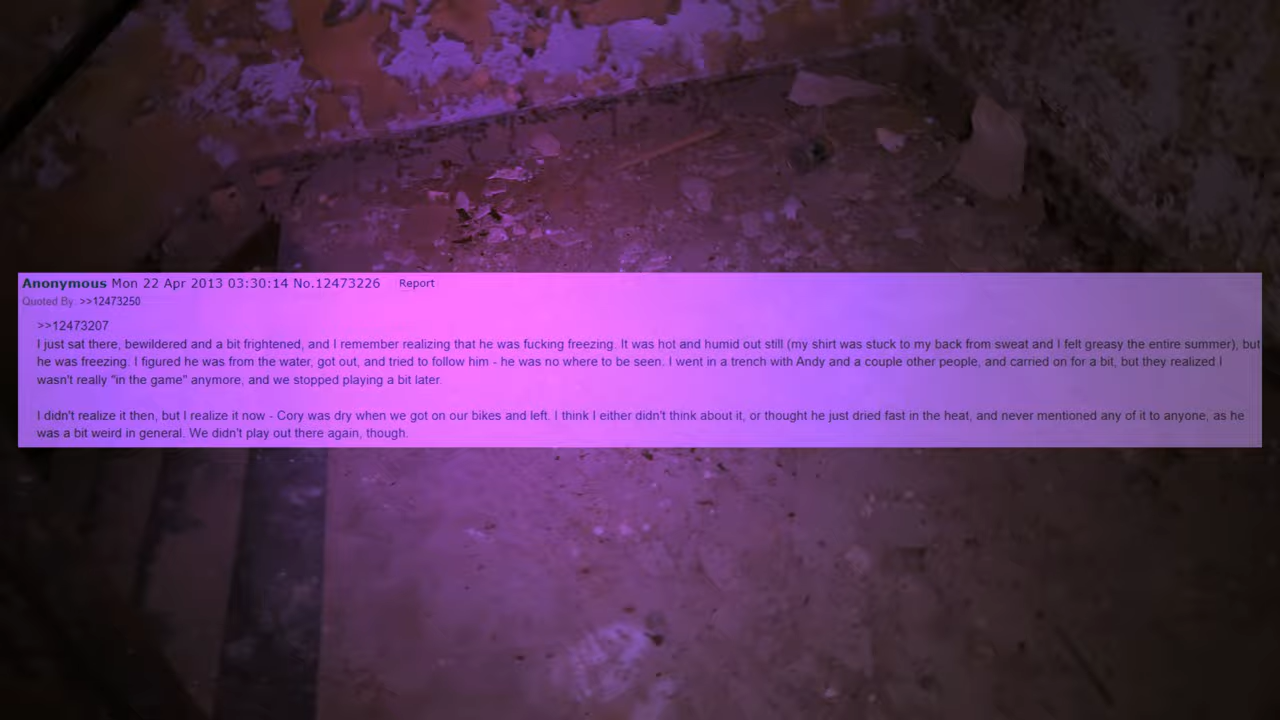 Anonymous Mon 22 Apr 2013 03:30:14 No.12473226 Report
Quoted By: >>12473250
>>12473207
I just sat there, bewildered and a bit frightened, and I remember realizing that he was fucking freezing. It was hot and humid out still (my shirt was stuck to my back from sweat and I felt greasy the entire summer), but
he was freezing. I figured he was from the water, got out, and tried to follow him - he was no where to be seen. I went in a trench with Andy and a couple other people, and carried on for a bit, but they realized I
wasn't really "in the game" anymore, and we stopped playing a bit later.
I didn't realize it then, but I realize it now - Cory was dry when we got on our bikes and left. I think I either didn't think about it, or thought he just dried fast in the heat, and never mentioned any of it to anyone, as he
was a bit weird in general. We didn't play out there again, though.